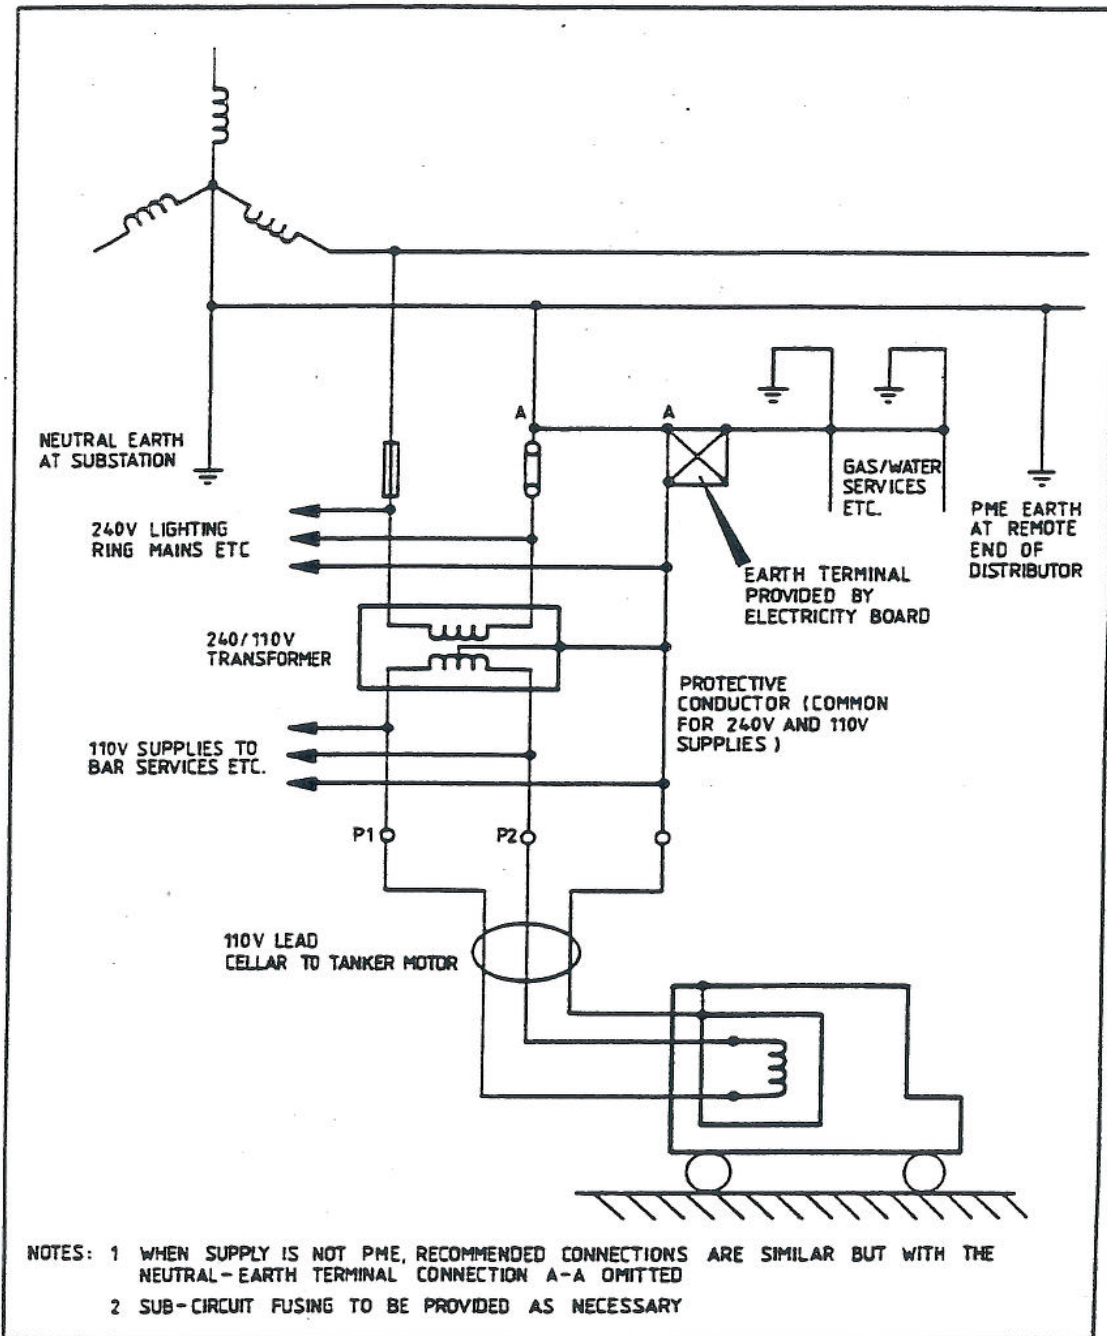 A
A
NEUTRAL EARTH
AT SUBSTATION
GAS/WATER
SERVICES
ETC.
PME EARTH
AT REMOTE
END OF
DISTRIBUTOR
240V LIGHTING
RING MAINS ETC
EARTH TERMINAL
PROVIDED BY
ELECTRICITY BOARD
240/110V
TRANSFORMER
PROTECTIVE
CONDUCTOR (COMMON
FOR 240V AND 110V
SUPPLIES)
110V SUPPLIES TO
BAR SERVICES ETC.
P1
P2
110V LEAD
CELLAR TO TANKER MOTOR
NOTES: 1 WHEN SUPPLY IS NOT PME, RECOMMENDED CONNECTIONS ARE SIMILAR BUT WITH THE
NEUTRAL-EARTH TERMINAL CONNECTION A-A OMITTED
2 SUB-CIRCUIT FUSING TO BE PROVIDED AS NECESSARY